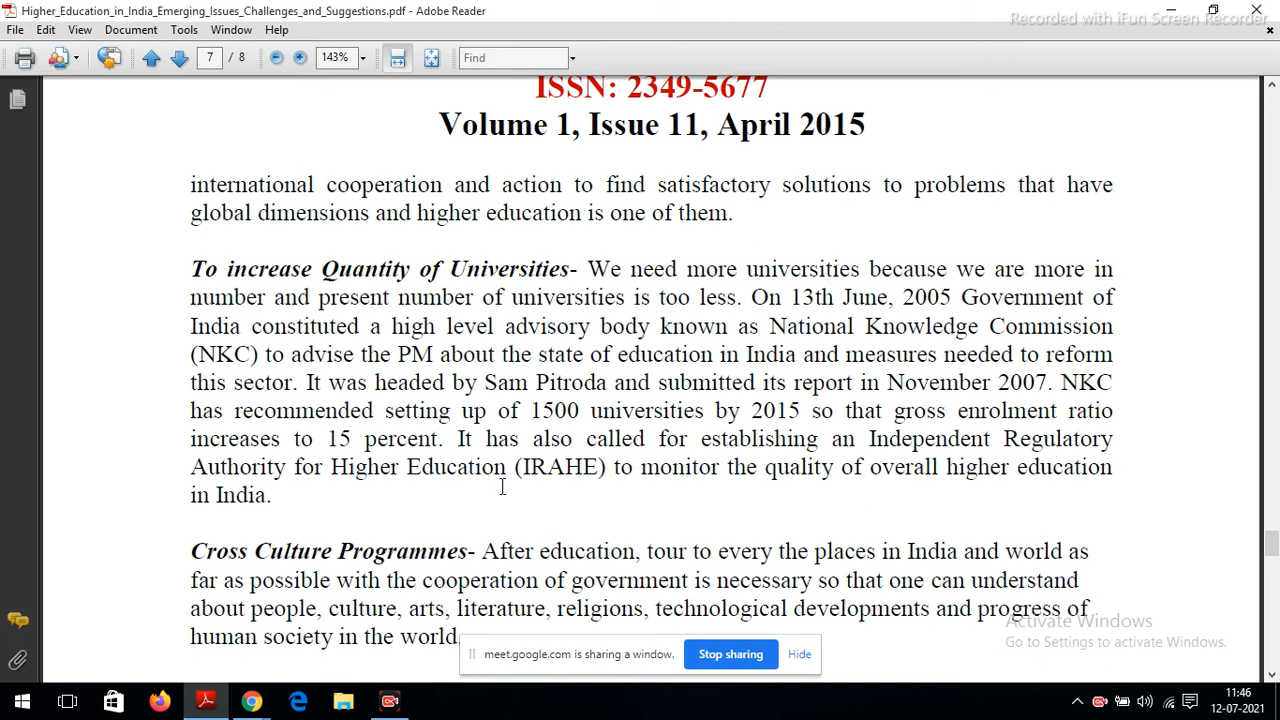 Higher_Education_in_India_Emerging_Issues_Challenges_and_Suggestions.pdf - Adobe Reader
Recorded with iFun Screen Recorder
File Edit View Document Tools Window Help
7 / 8 143% Find
ISSN: 2349-5677
Volume 1, Issue 11, April 2015
international cooperation and action to find satisfactory solutions to problems that have
global dimensions and higher education is one of them.
To increase Quantity of Universities- We need more universities because we are more in
number and present number of universities is too less. On 13th June, 2005 Government of
India constituted a high level advisory body known as National Knowledge Commission
(NKC) to advise the PM about the state of education in India and measures needed to reform
this sector. It was headed by Sam Pitroda and submitted its report in November 2007. NKC
has recommended setting up of 1500 universities by 2015 so that gross enrolment ratio
increases to 15 percent. It has also called for establishing an Independent Regulatory
Authority for Higher Education (IRAHE) to monitor the quality of overall higher education
in India.
Cross Culture Programmes- After education, tour to every the places in India and world as
far as possible with the cooperation of government is necessary so that one can understand
about people, culture, arts, literature, religions, technological developments and progress of
human society in the world
Activate Windows
Go to Settings to activate Windows.
meet.google.com is sharing a window. Stop sharing Hide
11:46
12-07-2021